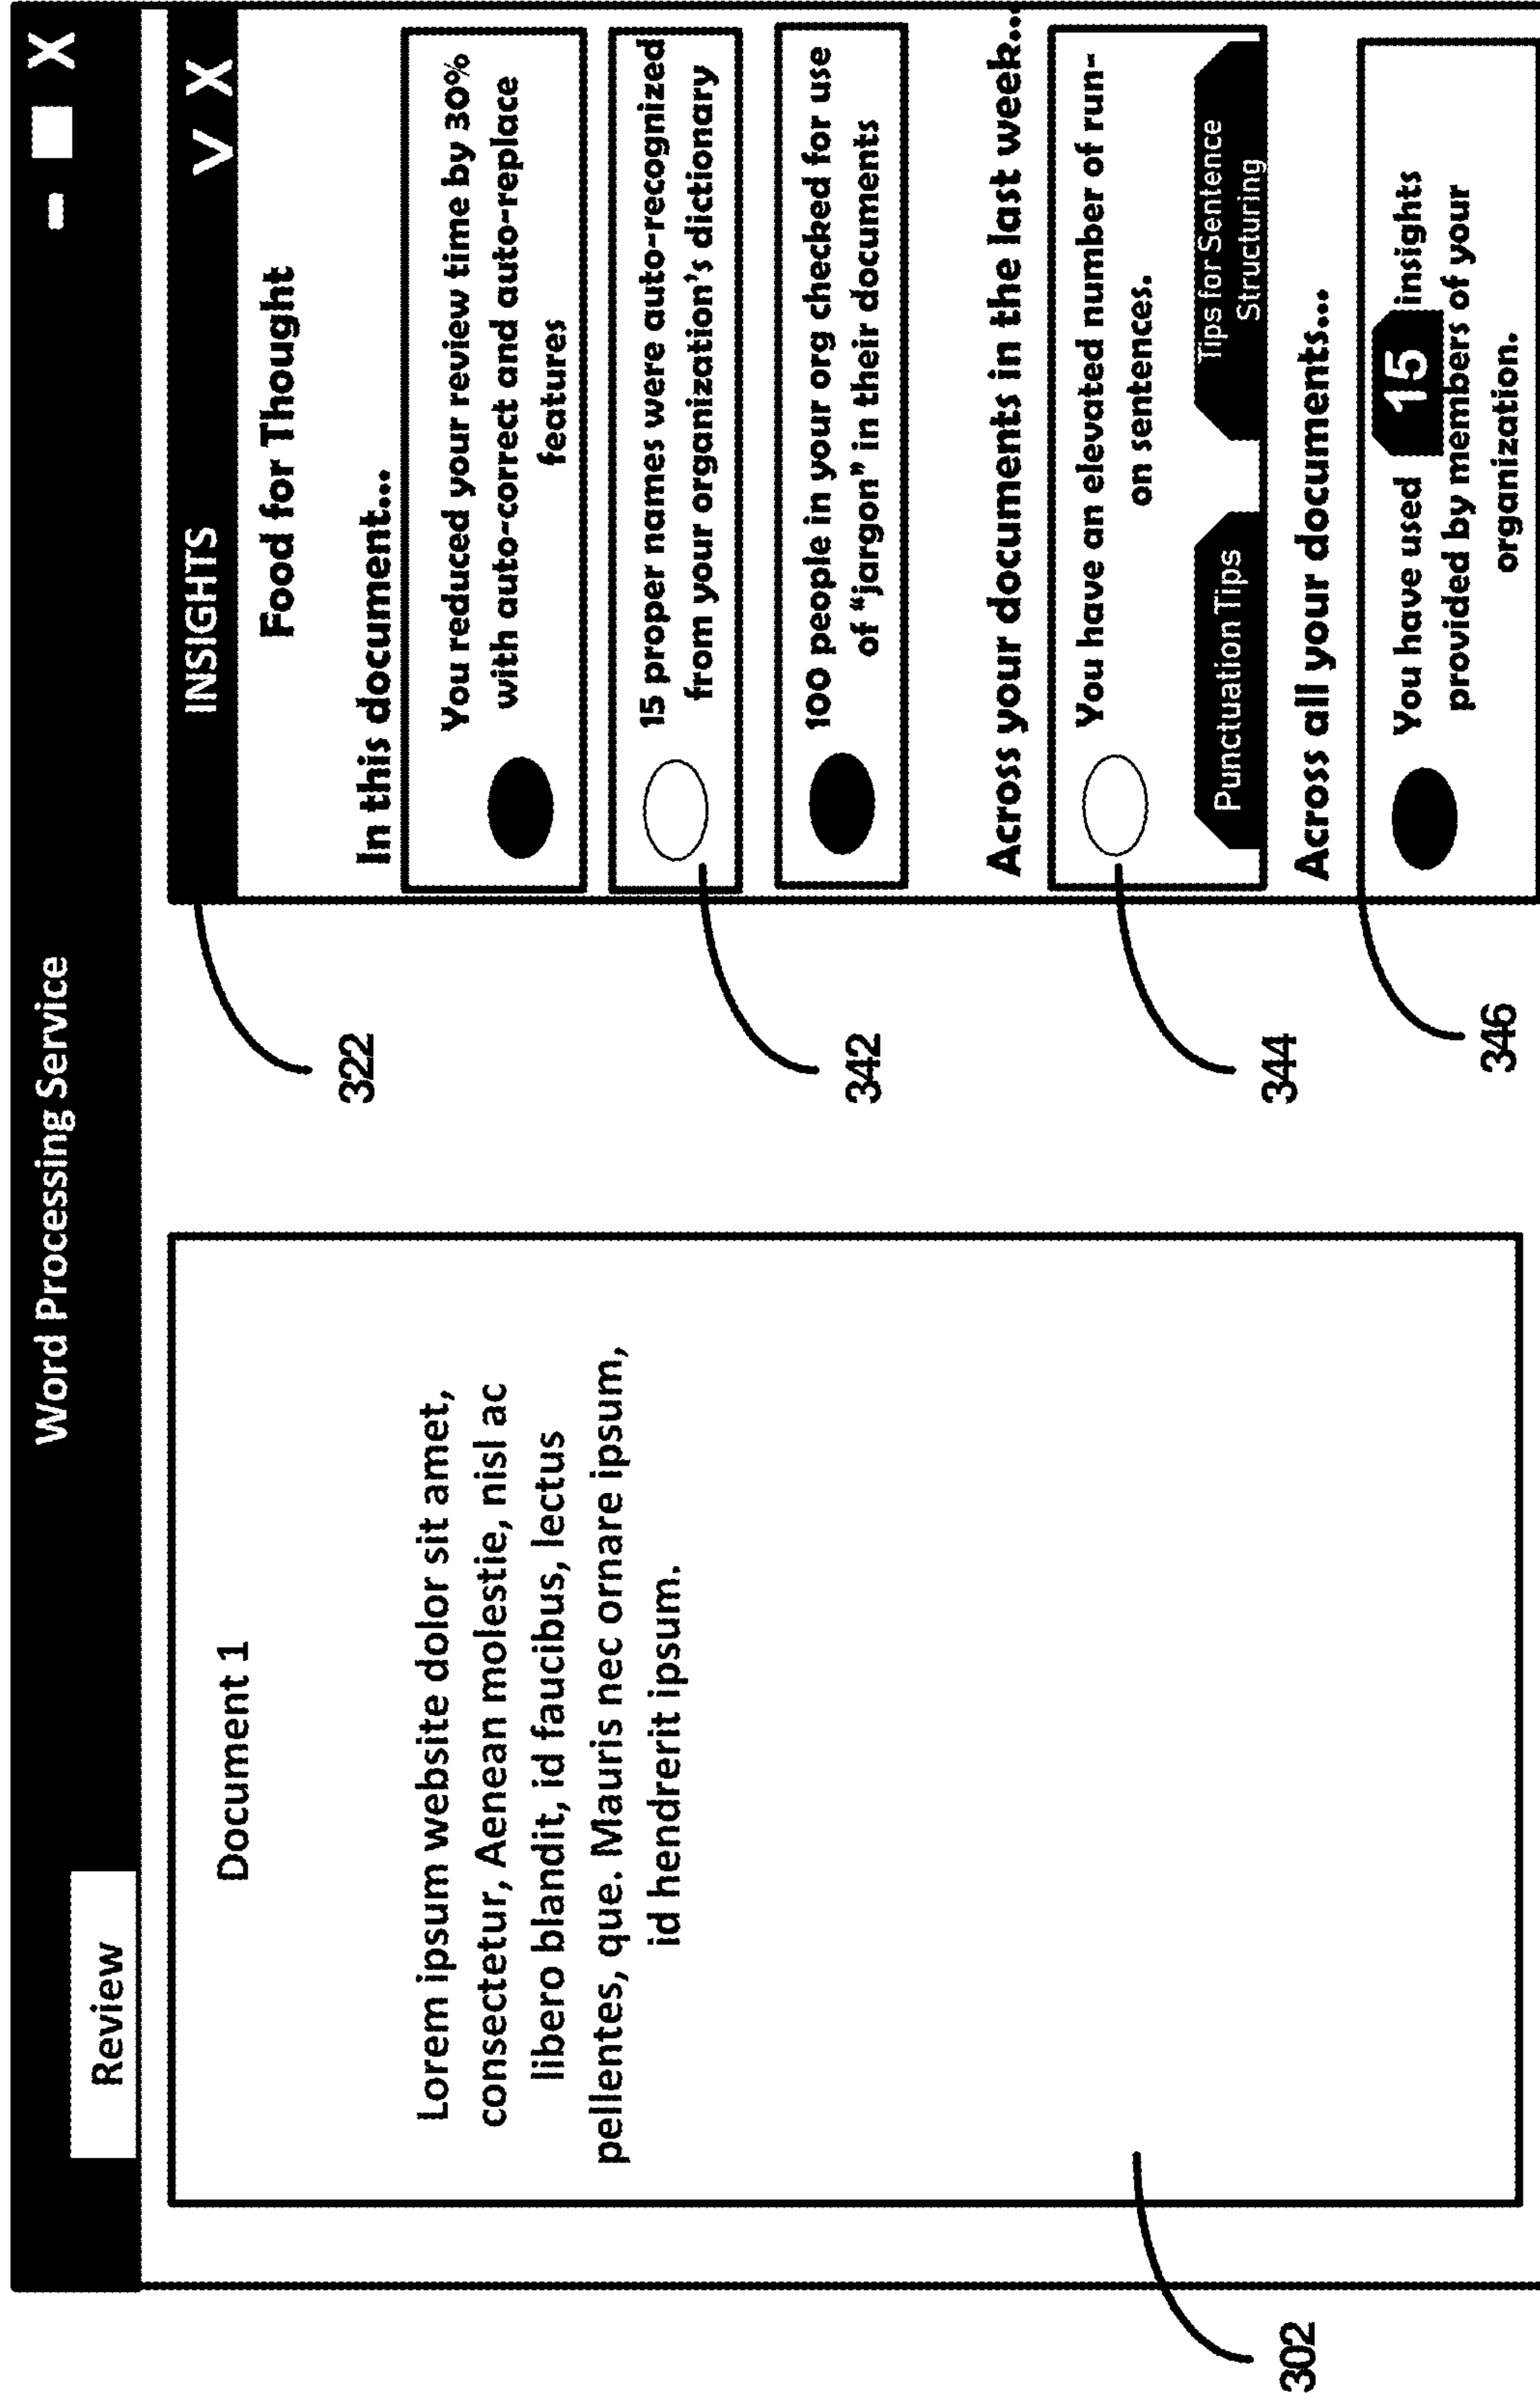 Word Processing Service
- X
Review
Document 1
Lorem ipsum website dolor sit amet,
consectetur, Aenean molestie, nisl ac
libero blandit, id faucibus, lectus
pellentes, que. Mauris nec ornare ipsum,
id hendrerit ipsum.
302
INSIGHTS
V X
Food for Thought
In this document...
You reduced your review time by 30%
with auto-correct and auto-replace
features
15 proper names were auto-recognized
from your organization's dictionary
100 people in your org checked for use
of "jargon" in their documents
Across your documents in the last week...
You have an elevated number of run-
on sentences.
Punctuation Tips
Tips for Sentence
Structuring
Across all your documents...
You have used 15 insights
provided by members of your
organization.
322
342
344
346